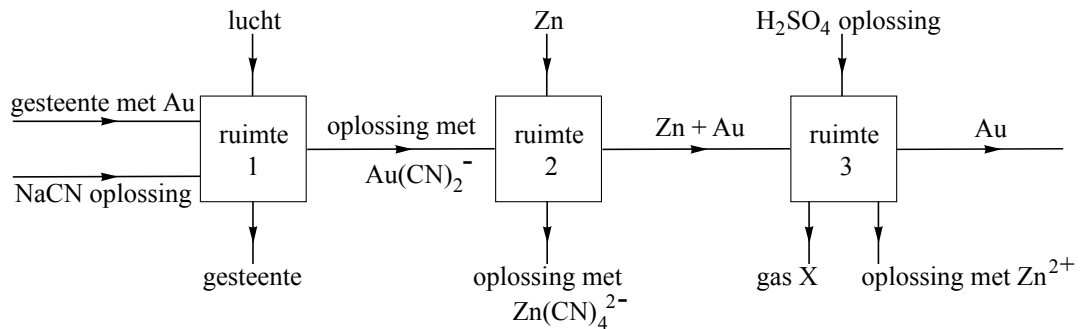 lucht
Zn
H₂SO₄ oplossing
gesteente met Au
NaCN oplossing
ruimte
1
oplossing met
Au(CN)₂⁻
ruimte
2
Zn + Au
ruimte
3
Au
gesteente
oplossing met
Zn(CN)₄²⁻
gas X
oplossing met Zn²⁺